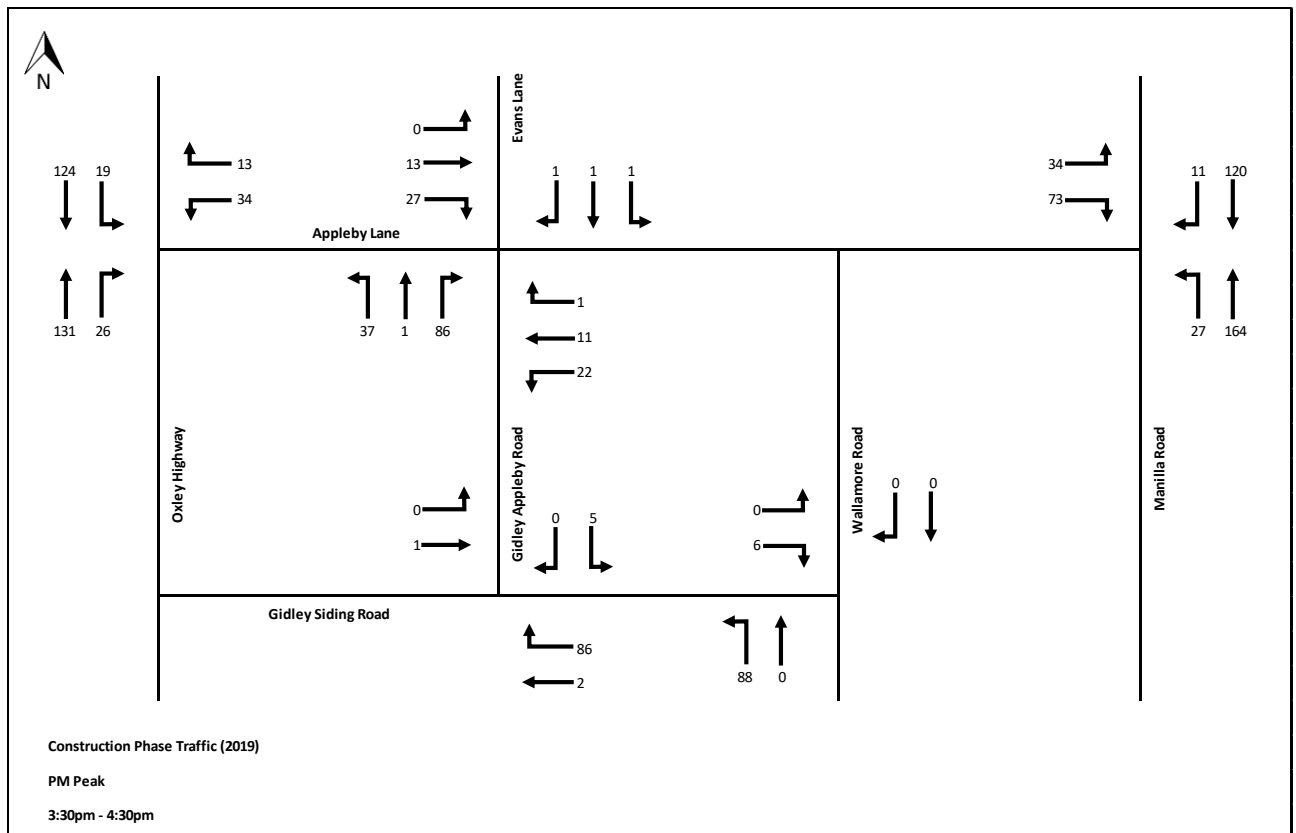 N
Evans Lane
0
124 19
13
13
1 1 1
34
11 120
34
27
73
Appleby Lane
131 26
37 1 86
1
27 164
11
22
Oxley Highway
Gidley Appleby Road
Wallamore Road
Manilla Road
0
0 5
0
0 0
1
6
Gidley Siding Road
86
88 0
2
Construction Phase Traffic (2019)
PM Peak
3:30pm - 4:30pm